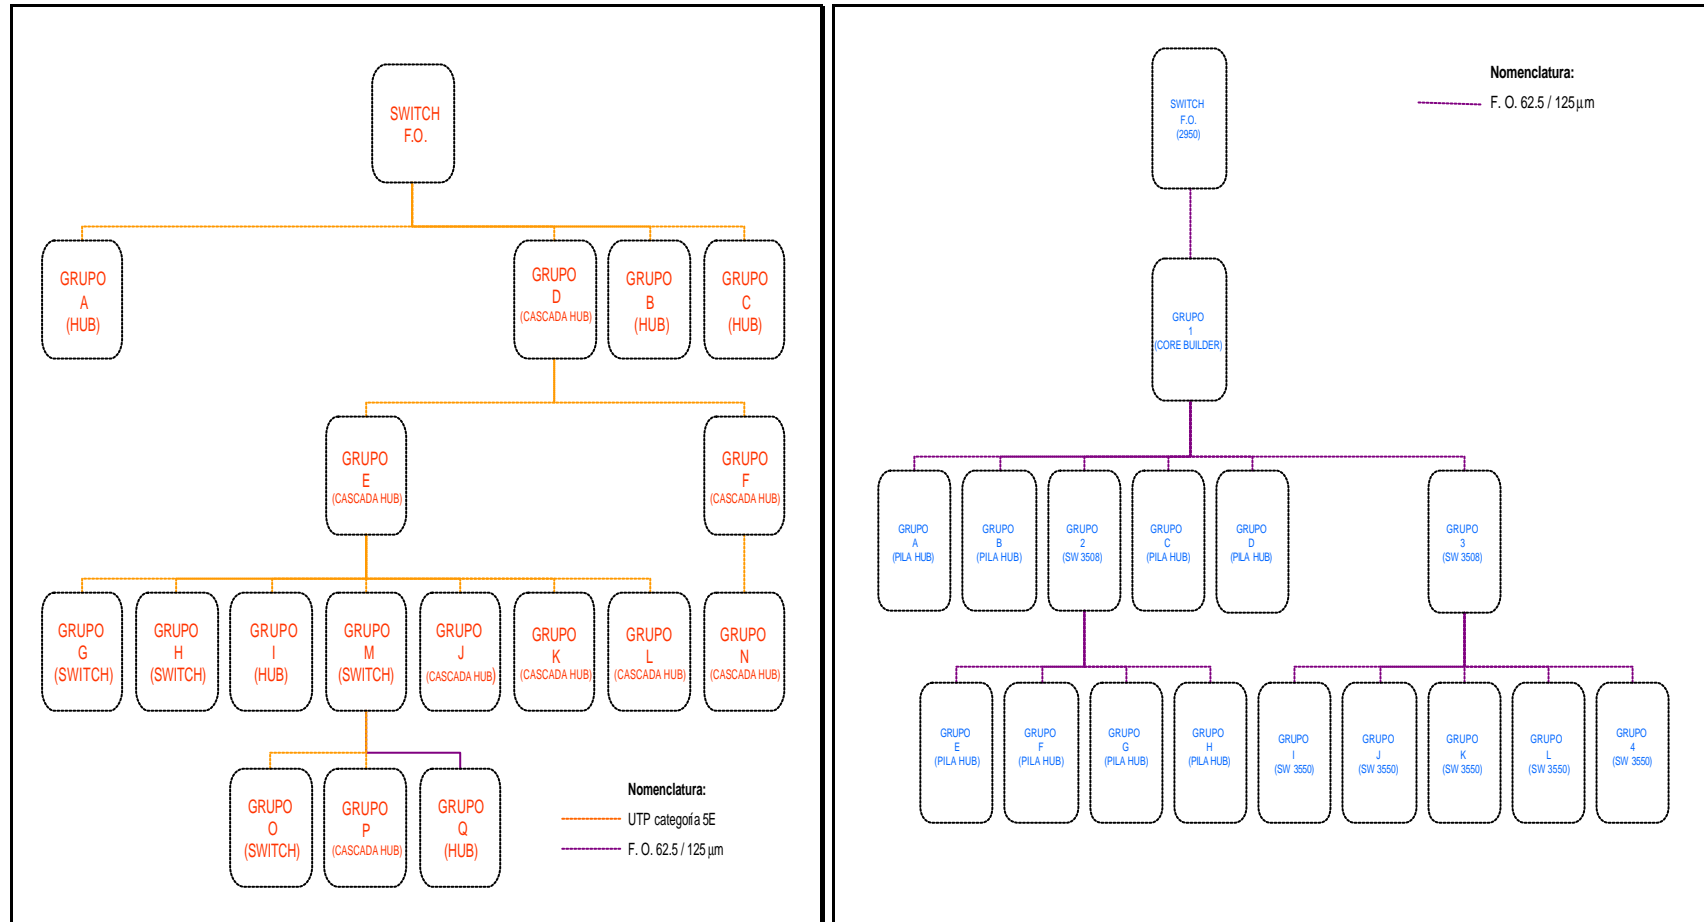 SWITCH
F.O.
GRUPO
A
(HUB)
GRUPO
D
(CASCADA HUB)
GRUPO
B
(HUB)
GRUPO
C
(HUB)
GRUPO
E
(CASCADA HUB)
GRUPO
F
(CASCADA HUB)
GRUPO
G
(SWITCH)
GRUPO
H
(SWITCH)
GRUPO
I
(HUB)
GRUPO
M
(SWITCH)
GRUPO
J
(CASCADA HUB)
GRUPO
K
(CASCADA HUB)
GRUPO
L
(CASCADA HUB)
GRUPO
N
(CASCADA HUB)
GRUPO
O
(SWITCH)
GRUPO
P
(CASCADA HUB)
GRUPO
Q
(HUB)
Nomenclatura:
UTP categoría 5E
F. O. 62.5 / 125 µm
SWITCH
F.O.
(2950)
Nomenclatura:
F. O. 62.5 / 125 µm
GRUPO
1
(CORE BUILDER)
GRUPO
A
(PILA HUB)
GRUPO
B
(PILA HUB)
GRUPO
2
(SW 3508)
GRUPO
C
(PILA HUB)
GRUPO
D
(PILA HUB)
GRUPO
3
(SW 3508)
GRUPO
E
(PILA HUB)
GRUPO
F
(PILA HUB)
GRUPO
G
(PILA HUB)
GRUPO
H
(PILA HUB)
GRUPO
I
(SW 3550)
GRUPO
J
(SW 3550)
GRUPO
K
(SW 3550)
GRUPO
L
(SW 3550)
GRUPO
4
(SW 3550)